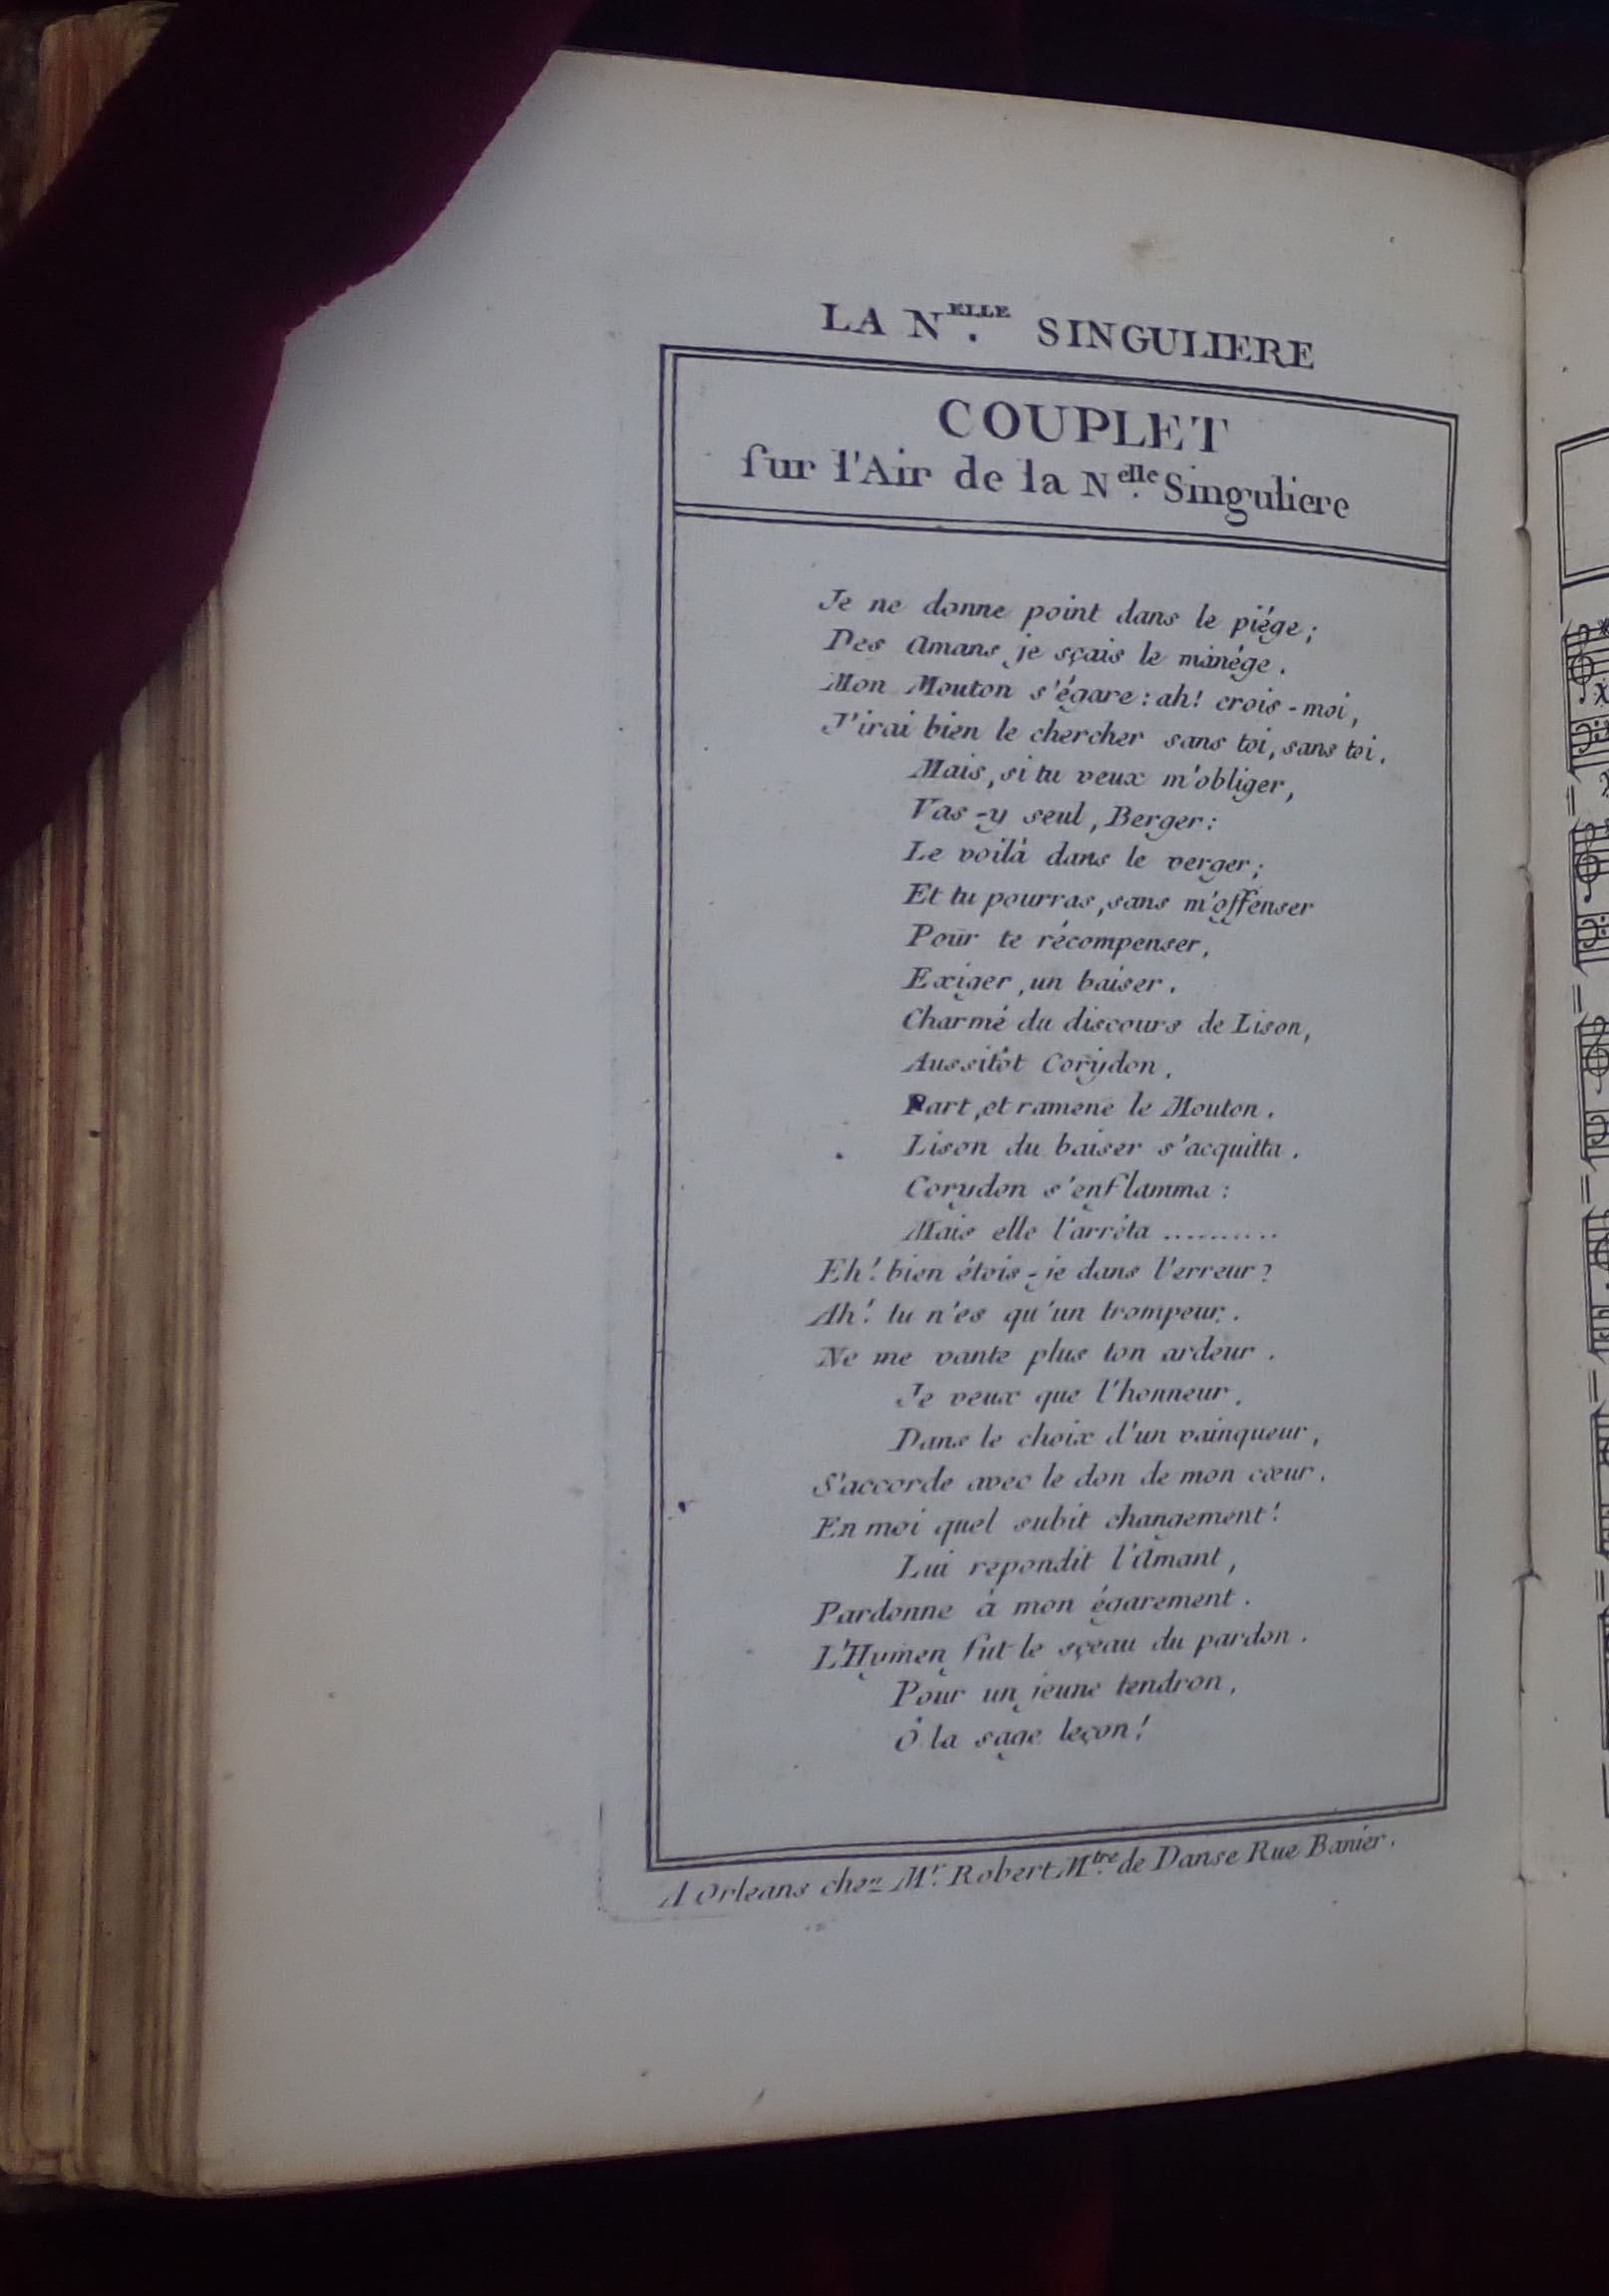 LA N.ELLE SINGULIERE
COUPLET
sur l'Air de la N.elle Singuliere
Je ne donne point dans le piége;
Des Amans je sçais le manége.
Mon Mouton s'égare: ah! crois-moi,
J'irai bien le chercher sans toi, sans toi.
Mais, si tu veux m'obliger,
Vas-y seul, Berger:
Le voilà dans le verger;
Et tu pourras, sans m'offenser
Pour te récompenser,
Exiger, un baiser.
Charmé du discours de Lison,
Aussitôt Corydon,
Part, et ramene le Mouton.
Lison du baiser s'acquitta.
Corydon s'enflamma:
Mais elle l'arrêta ..........
Eh! bien étois-je dans l'erreur?
Ah! tu n'es qu'un trompeur.
Ne me vante plus ton ardeur.
Je veux que l'honneur,
Dans le choix d'un vainqueur,
S'accorde avec le don de mon cœur.
En moi quel subit changement!
Lui repondit l'Amant,
Pardonne à mon égarement.
L'Hymen fut le sçeau du pardon.
Pour un jeune tendron,
Ô la sage leçon!
A Orleans chez Mr. Robert Mtre. de Danse Rue Banier.